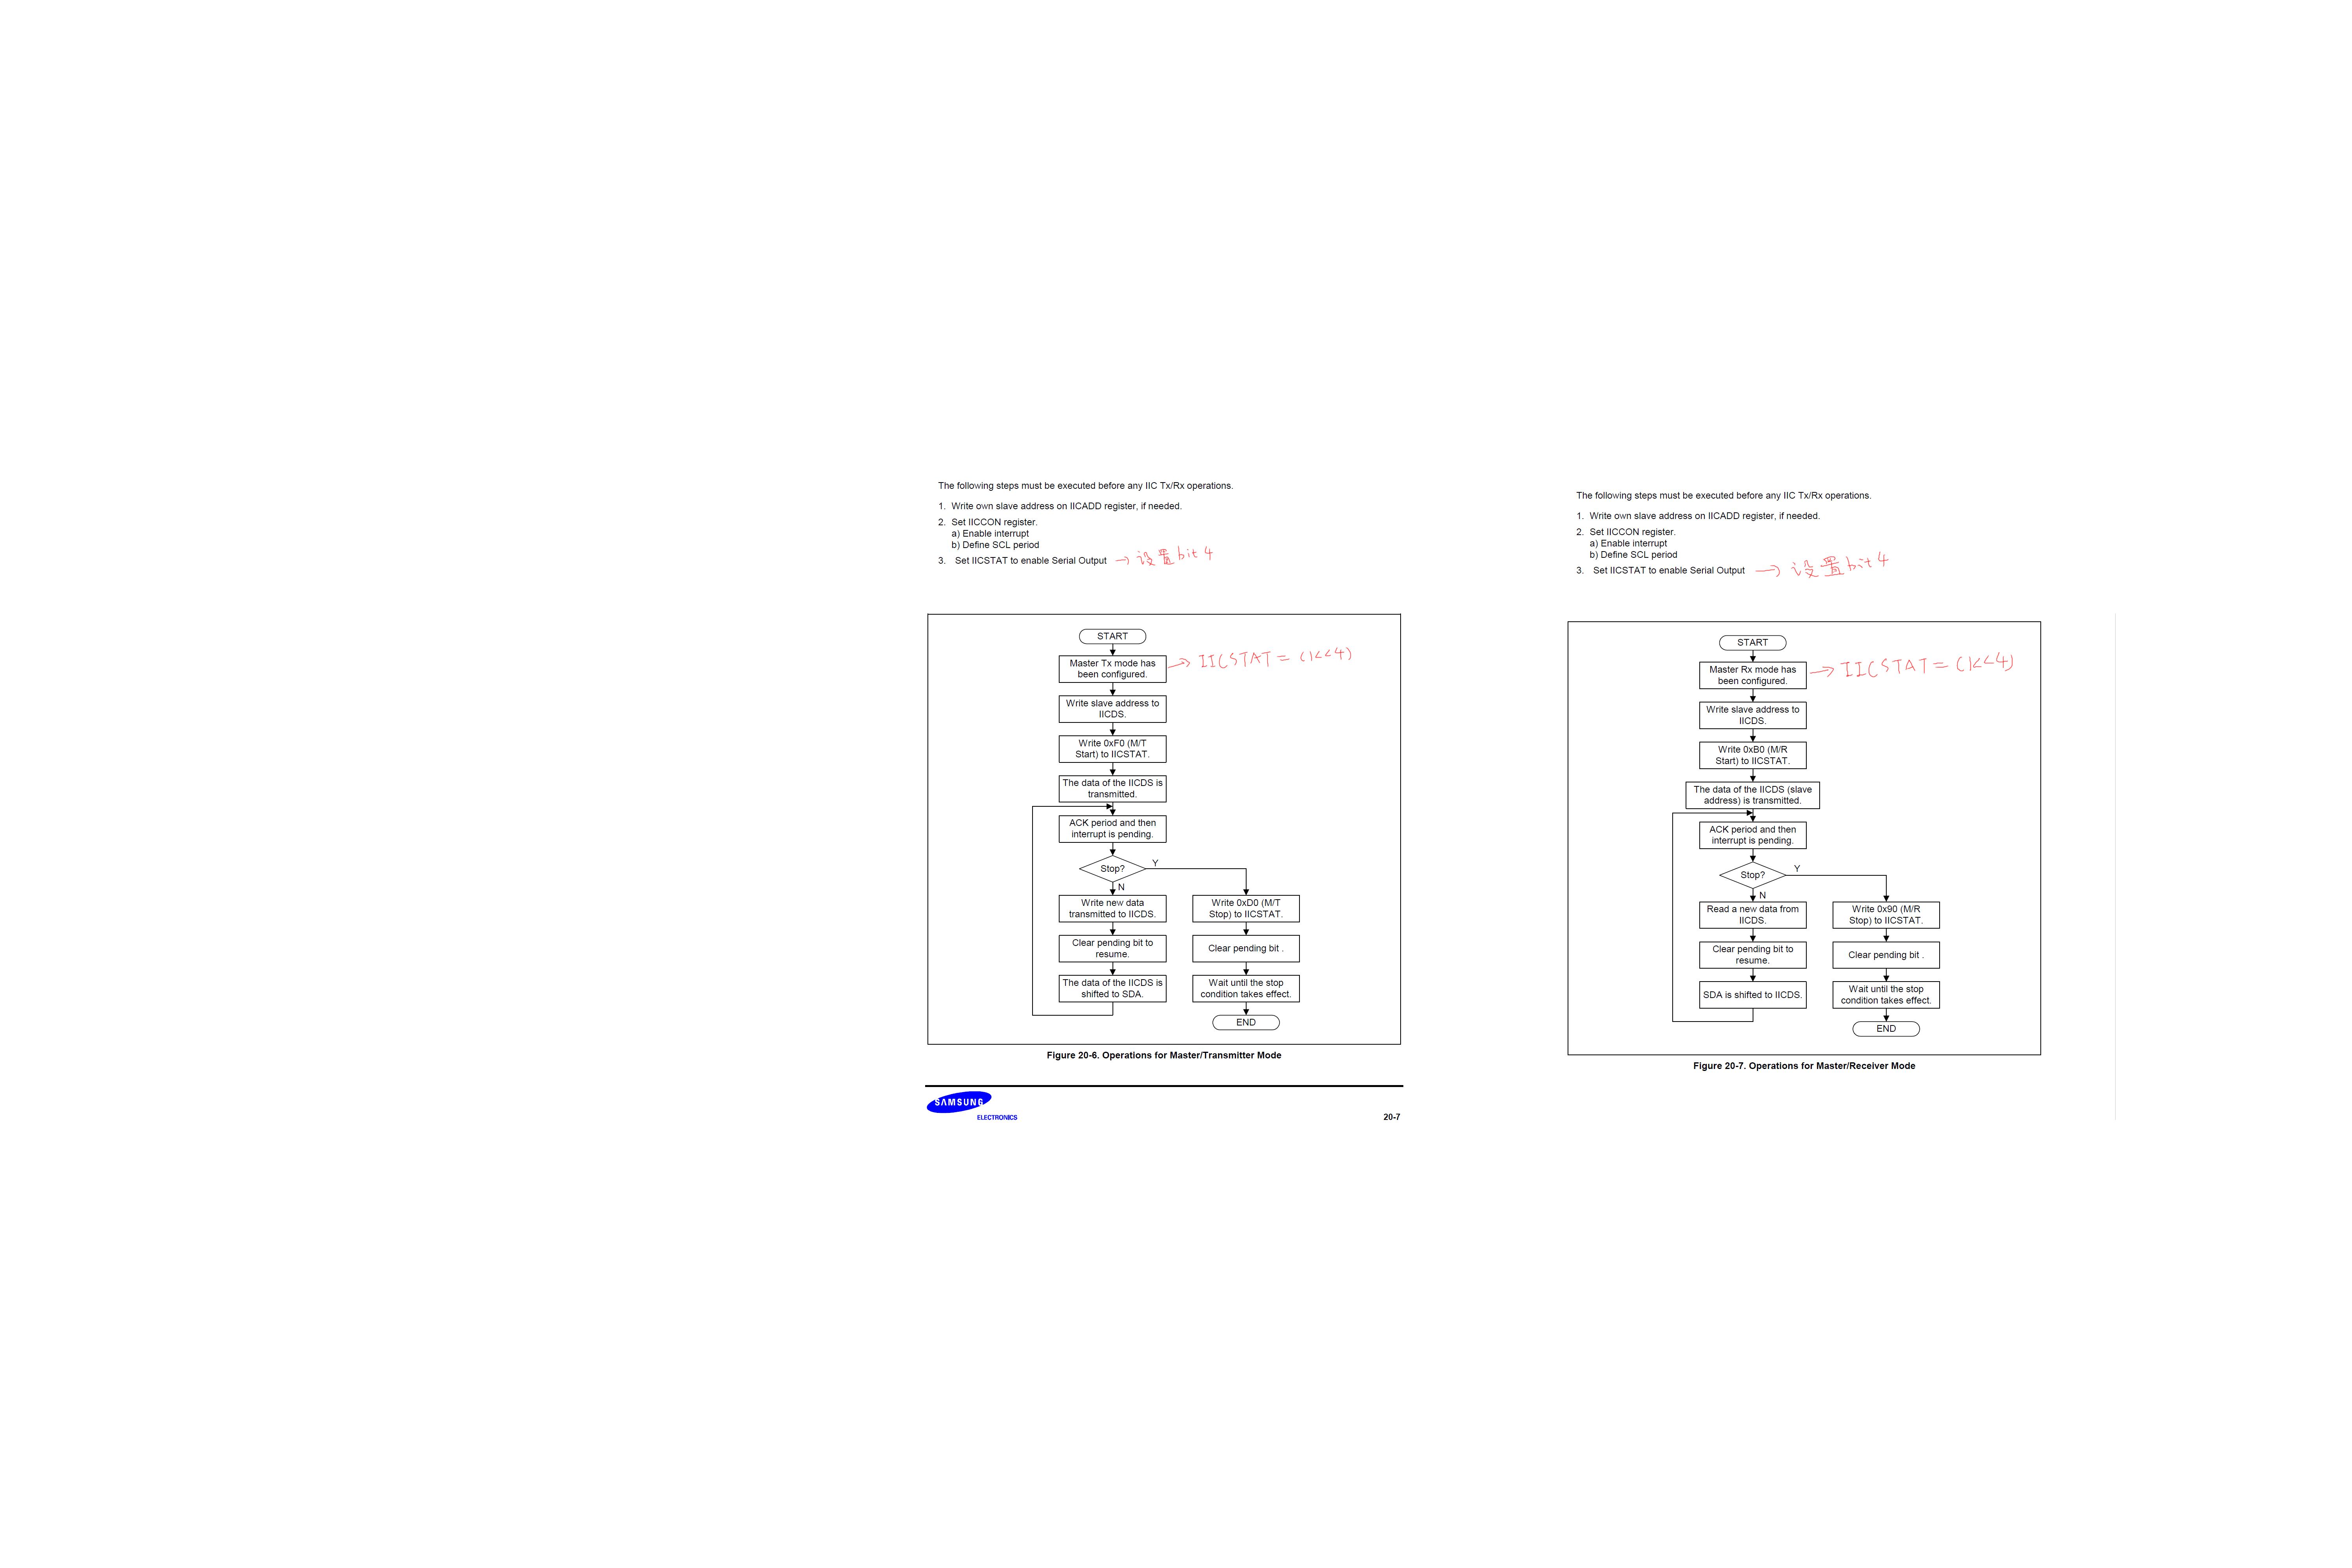 The following steps must be executed before any IIC Tx/Rx operations.
1. Write own slave address on IICADD register, if needed.
2. Set IICCON register.
a) Enable interrupt
b) Define SCL period
3. Set IICSTAT to enable Serial Output → 设置bit 4
START
Master Tx mode has
been configured.
→ IICSTAT = (1<<4)
Write slave address to
IICDS.
Write 0xF0 (M/T
Start) to IICSTAT.
The data of the IICDS is
transmitted.
ACK period and then
interrupt is pending.
Stop?
Y
N
Write new data
transmitted to IICDS.
Clear pending bit to
resume.
The data of the IICDS is
shifted to SDA.
Write 0xD0 (M/T
Stop) to IICSTAT.
Clear pending bit .
Wait until the stop
condition takes effect.
END
Figure 20-6. Operations for Master/Transmitter Mode
SAMSUNG
ELECTRONICS
20-7
The following steps must be executed before any IIC Tx/Rx operations.
1. Write own slave address on IICADD register, if needed.
2. Set IICCON register.
a) Enable interrupt
b) Define SCL period
3. Set IICSTAT to enable Serial Output → 设置bit 4
START
Master Rx mode has
been configured.
→ IICSTAT = (1<<4)
Write slave address to
IICDS.
Write 0xB0 (M/R
Start) to IICSTAT.
The data of the IICDS (slave
address) is transmitted.
ACK period and then
interrupt is pending.
Stop?
Y
N
Read a new data from
IICDS.
Clear pending bit to
resume.
SDA is shifted to IICDS.
Write 0x90 (M/R
Stop) to IICSTAT.
Clear pending bit .
Wait until the stop
condition takes effect.
END
Figure 20-7. Operations for Master/Receiver Mode